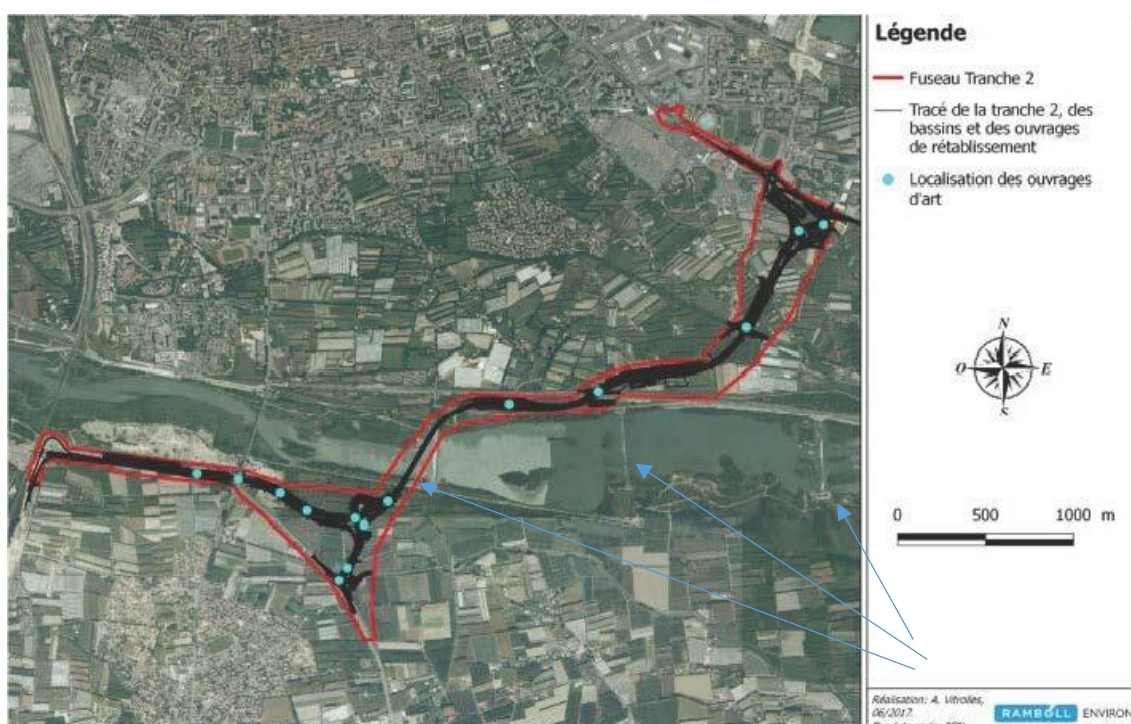 Légende
Fuseau Tranche 2
Tracé de la tranche 2, des
bassins et des ouvrages
de rétablissement
Localisation des ouvrages
d'art
N
O E
S
0 500 1000 m
Réalisation: A. Vitrolles,
06/2017.
RAMBOLL ENVIRON